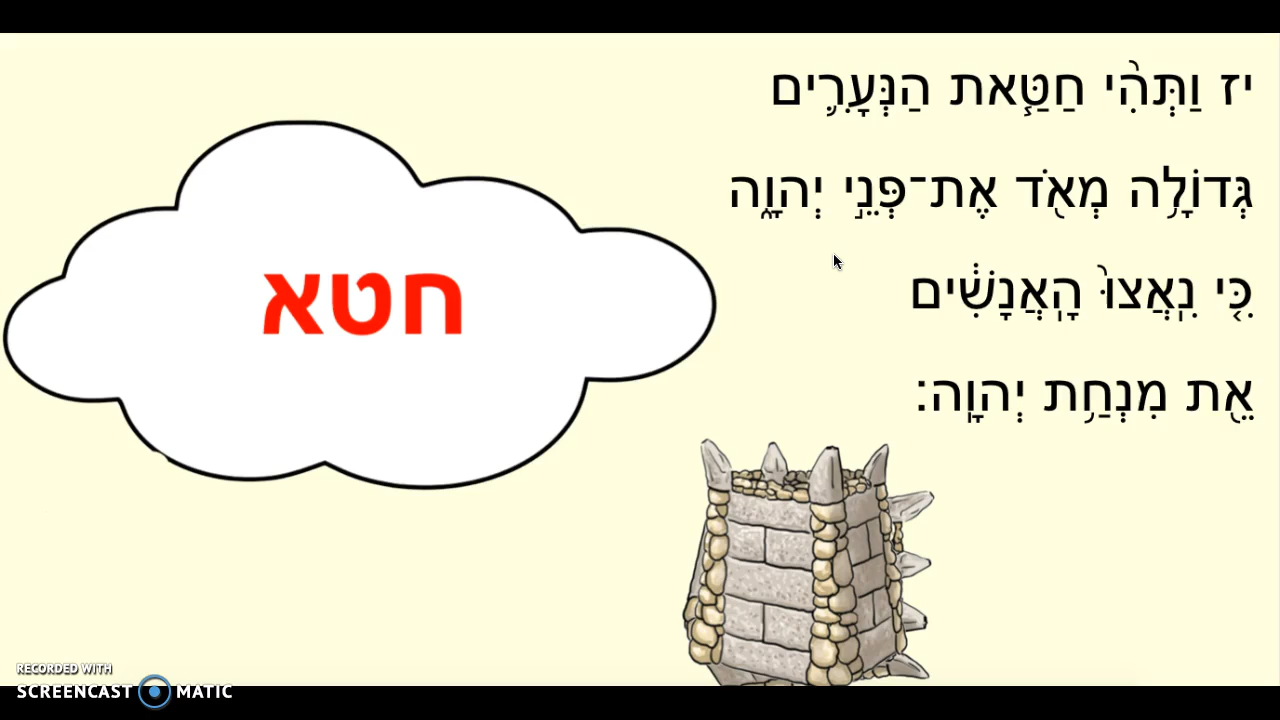 יז וַתְּהִ֨י חַטַּ֧את הַנְּעָרִ֛ים
גְּדוֹלָ֥ה מְאֹ֖ד אֶת־פְּנֵ֣י יְהוָ֑ה
כִּ֤י נִֽאֲצוּ֙ הָֽאֲנָשִׁ֔ים
אֵ֖ת מִנְחַ֥ת יְהוָֽה׃
חטא
RECORDED WITH
SCREENCAST MATIC